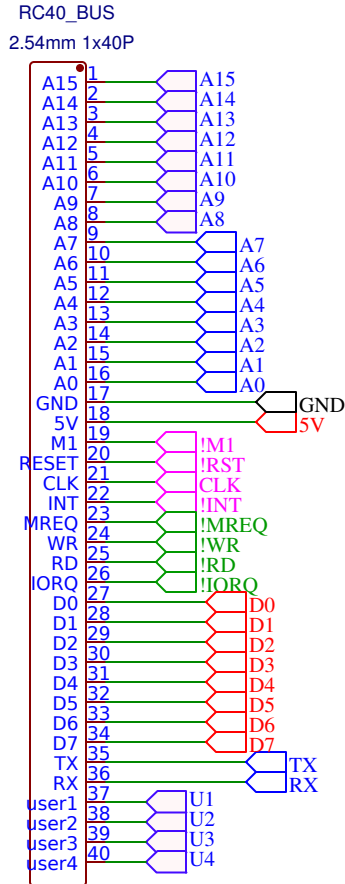 RC40_BUS
2.54mm 1x40P
A15 1 A15
A14 2 A14
A13 3 A13
A12 4 A12
A11 5 A11
A10 6 A10
A9 7 A9
A8 8 A8
A7 9 A7
A6 10 A6
A5 11 A5
A4 12 A4
A3 13 A3
A2 14 A2
A1 15 A1
A0 16 A0
GND 17 GND
5V 18 5V
M1 19 !M1
RESET 20 !RST
CLK 21 CLK
INT 22 !INT
MREQ 23 !MREQ
WR 24 !WR
RD 25 !RD
IORQ 26 !IORQ
D0 27 D0
D1 28 D1
D2 29 D2
D3 30 D3
D4 31 D4
D5 32 D5
D6 33 D6
D7 34 D7
TX 35 TX
RX 36 RX
user1 37 U1
user2 38 U2
user3 39 U3
user4 40 U4